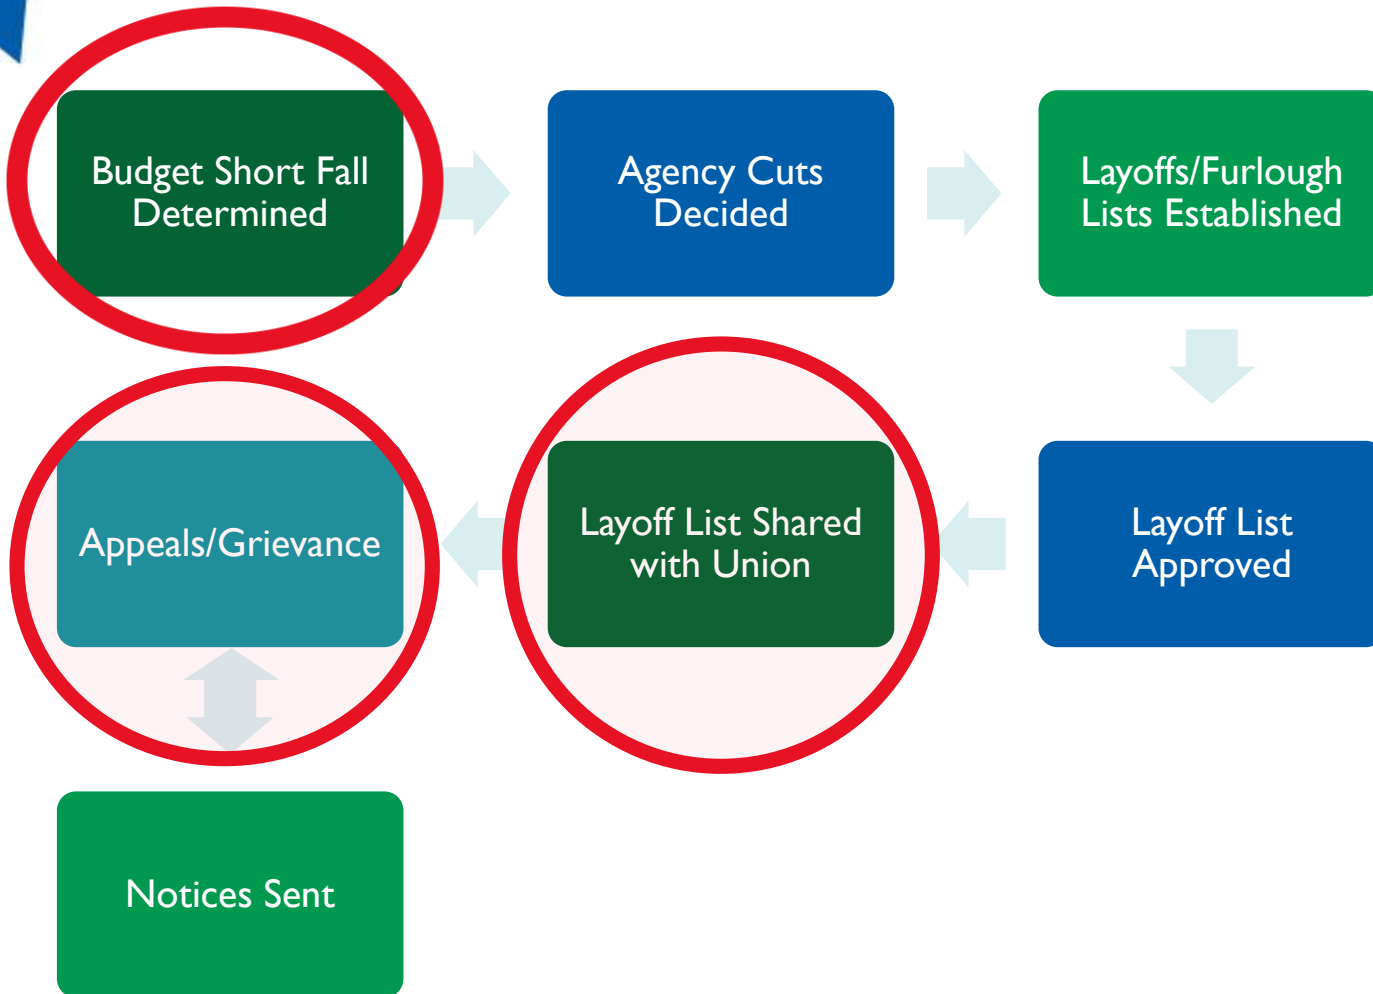 Budget Short Fall
Determined
Agency Cuts
Decided
Layoffs/Furlough
Lists Established
Layoff List
Approved
Layoff List Shared
with Union
Appeals/Grievance
Notices Sent